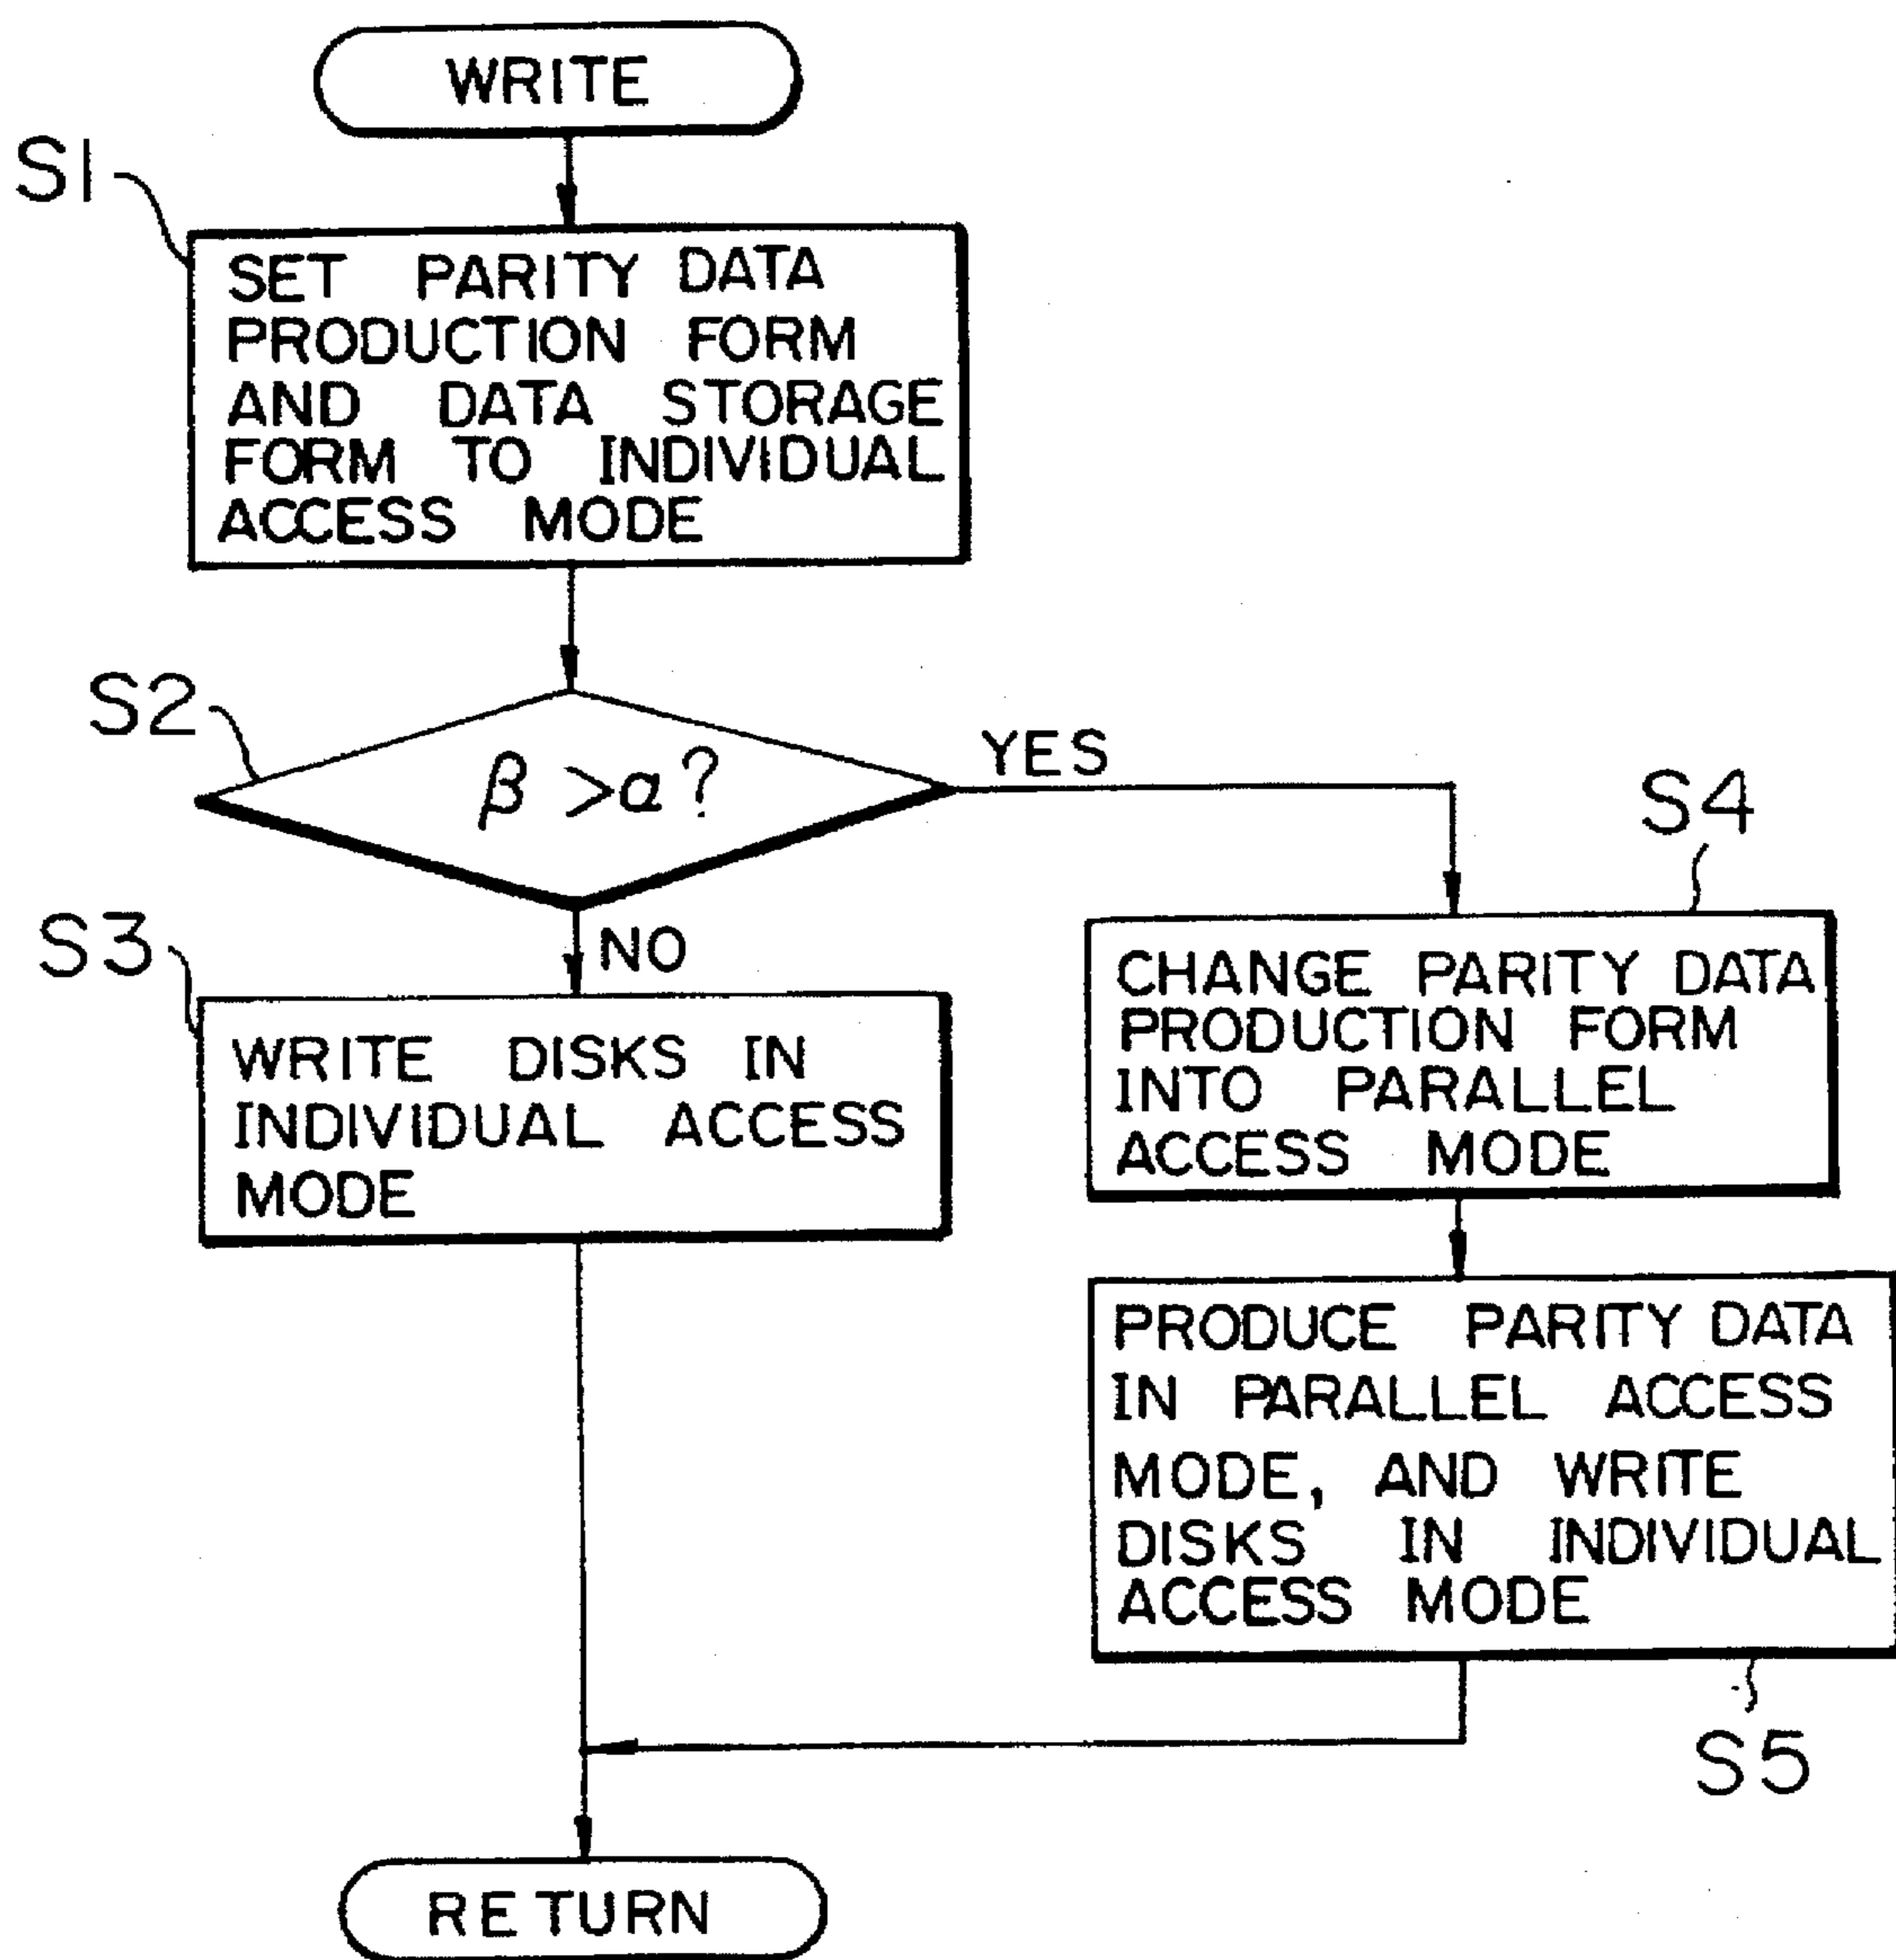 WRITE
S1
SET PARITY DATA
PRODUCTION FORM
AND DATA STORAGE
FORM TO INDIVIDUAL
ACCESS MODE
S2
β >α?
YES
NO
S3
WRITE DISKS IN
INDIVIDUAL ACCESS
MODE
S4
CHANGE PARITY DATA
PRODUCTION FORM
INTO PARALLEL
ACCESS MODE
PRODUCE PARITY DATA
IN PARALLEL ACCESS
MODE, AND WRITE
DISKS IN INDIVIDUAL
ACCESS MODE
S5
RETURN